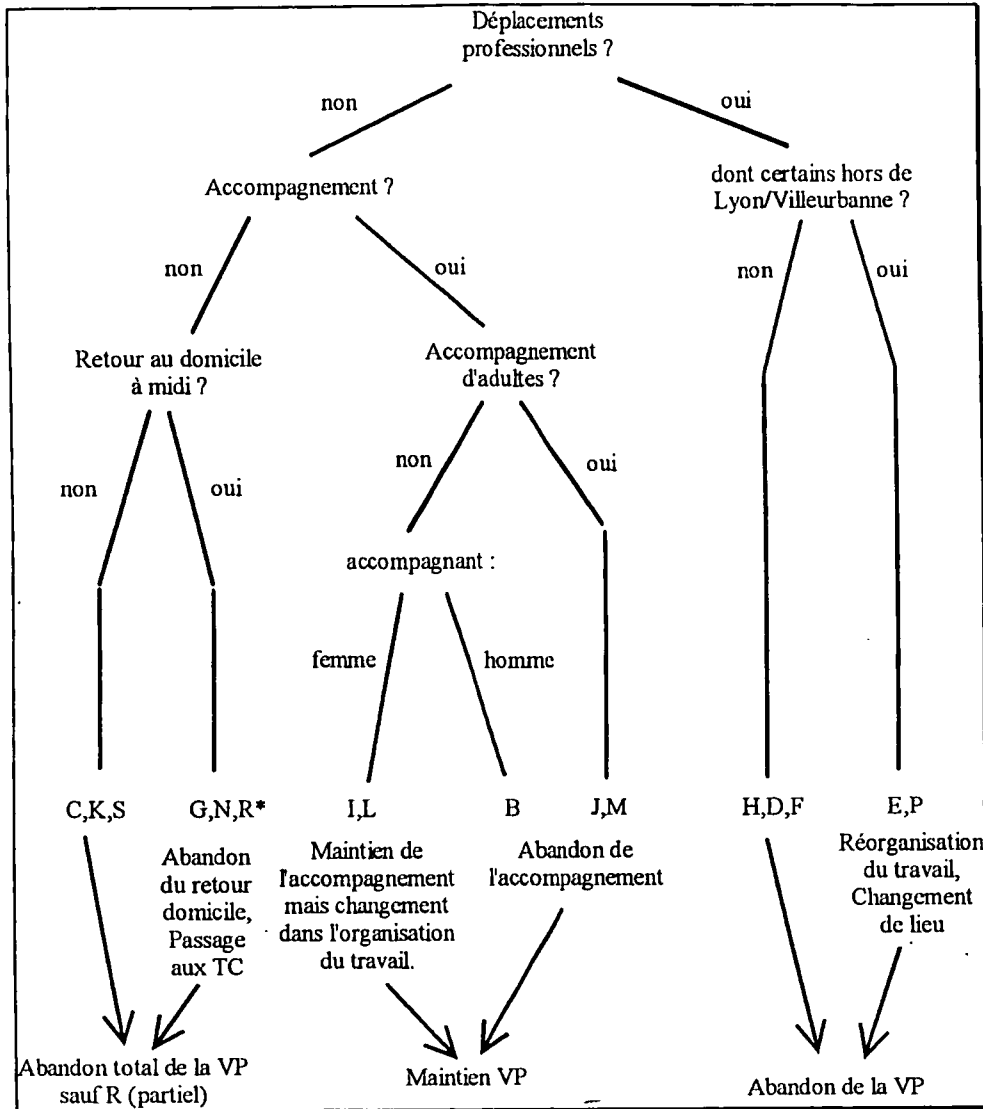 Déplacements
professionnels ?
non
oui
Accompagnement ?
dont certains hors de
Lyon/Villeurbanne ?
non
oui
non
oui
Retour au domicile
à midi ?
Accompagnement
d'adultes ?
non
oui
non
oui
accompagnant :
femme
homme
C,K,S
G,N,R*
I,L
B
J,M
H,D,F
E,P
Abandon
du retour
domicile,
Passage
aux TC
Maintien de
l'accompagnement
mais changement
dans l'organisation
du travail.
Abandon de
l'accompagnement
Réorganisation
du travail,
Changement
de lieu
Abandon total de la VP
sauf R (partiel)
Maintien VP
Abandon de la VP